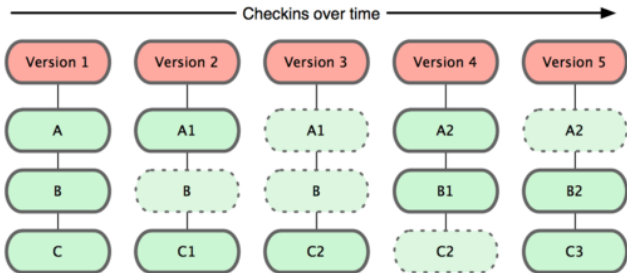 Checkins over time
Version 1 Version 2 Version 3 Version 4 Version 5
A A1 A1 A2 A2
B B B B1 B2
C C1 C2 C2 C3